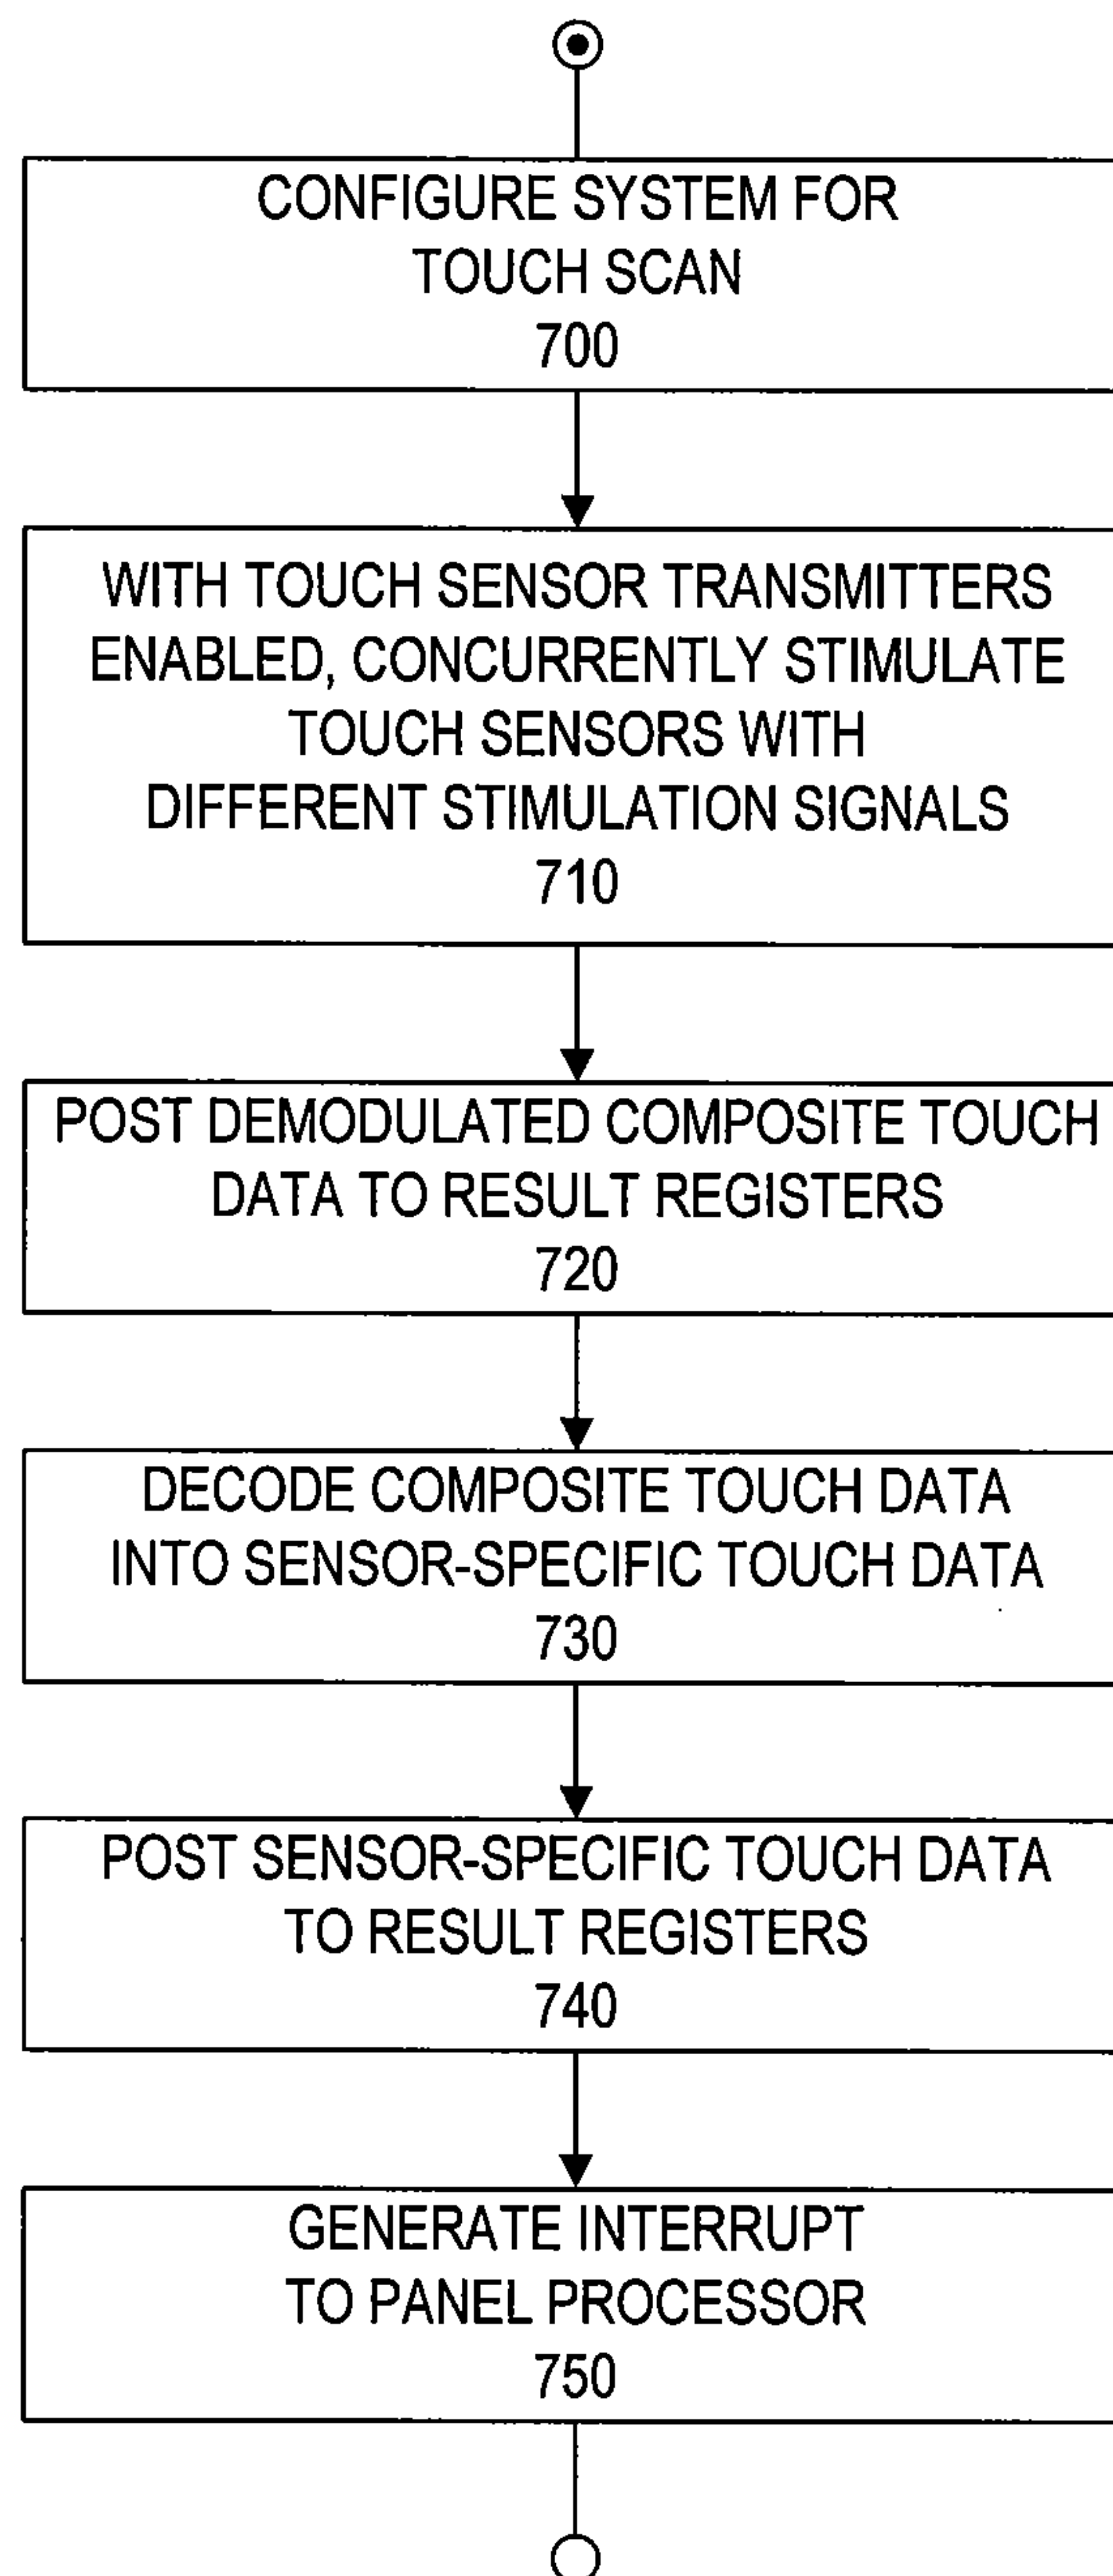 CONFIGURE SYSTEM FOR
TOUCH SCAN
700
WITH TOUCH SENSOR TRANSMITTERS
ENABLED, CONCURRENTLY STIMULATE
TOUCH SENSORS WITH
DIFFERENT STIMULATION SIGNALS
710
POST DEMODULATED COMPOSITE TOUCH
DATA TO RESULT REGISTERS
720
DECODE COMPOSITE TOUCH DATA
INTO SENSOR-SPECIFIC TOUCH DATA
730
POST SENSOR-SPECIFIC TOUCH DATA
TO RESULT REGISTERS
740
GENERATE INTERRUPT
TO PANEL PROCESSOR
750